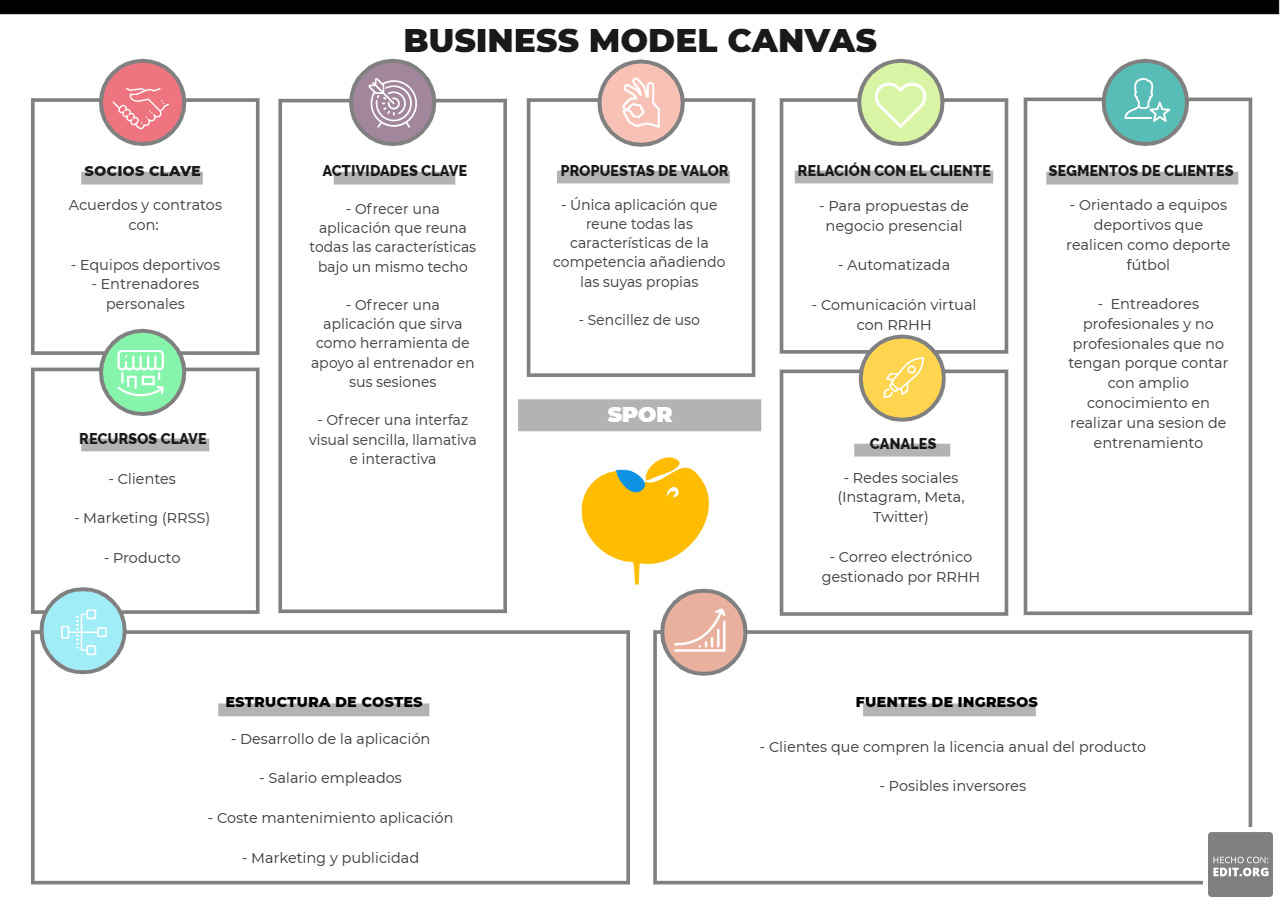 BUSINESS MODEL CANVAS
SOCIOS CLAVE
Acuerdos y contratos
con:
- Equipos deportivos
- Entrenadores
personales
RECURSOS CLAVE
- Clientes
- Marketing (RRSS)
- Producto
ACTIVIDADES CLAVE
- Ofrecer una
aplicación que reuna
todas las características
bajo un mismo techo
- Ofrecer una
aplicación que sirva
como herramienta de
apoyo al entrenador en
sus sesiones
- Ofrecer una interfaz
visual sencilla, llamativa
e interactiva
PROPUESTAS DE VALOR
- Única aplicación que
reune todas las
características de la
competencia añadiendo
las suyas propias
- Sencillez de uso
SPOR
RELACIÓN CON EL CLIENTE
- Para propuestas de
negocio presencial
- Automatizada
- Comunicación virtual
con RRHH
CANALES
- Redes sociales
(Instagram, Meta,
Twitter)
- Correo electrónico
gestionado por RRHH
SEGMENTOS DE CLIENTES
- Orientado a equipos
deportivos que
realicen como deporte
fútbol
- Entreadores
profesionales y no
profesionales que no
tengan porque contar
con amplio
conocimiento en
realizar una sesion de
entrenamiento
ESTRUCTURA DE COSTES
- Desarrollo de la aplicación
- Salario empleados
- Coste mantenimiento aplicación
- Marketing y publicidad
FUENTES DE INGRESOS
- Clientes que compren la licencia anual del producto
- Posibles inversores
HECHO CON:
EDIT.ORG